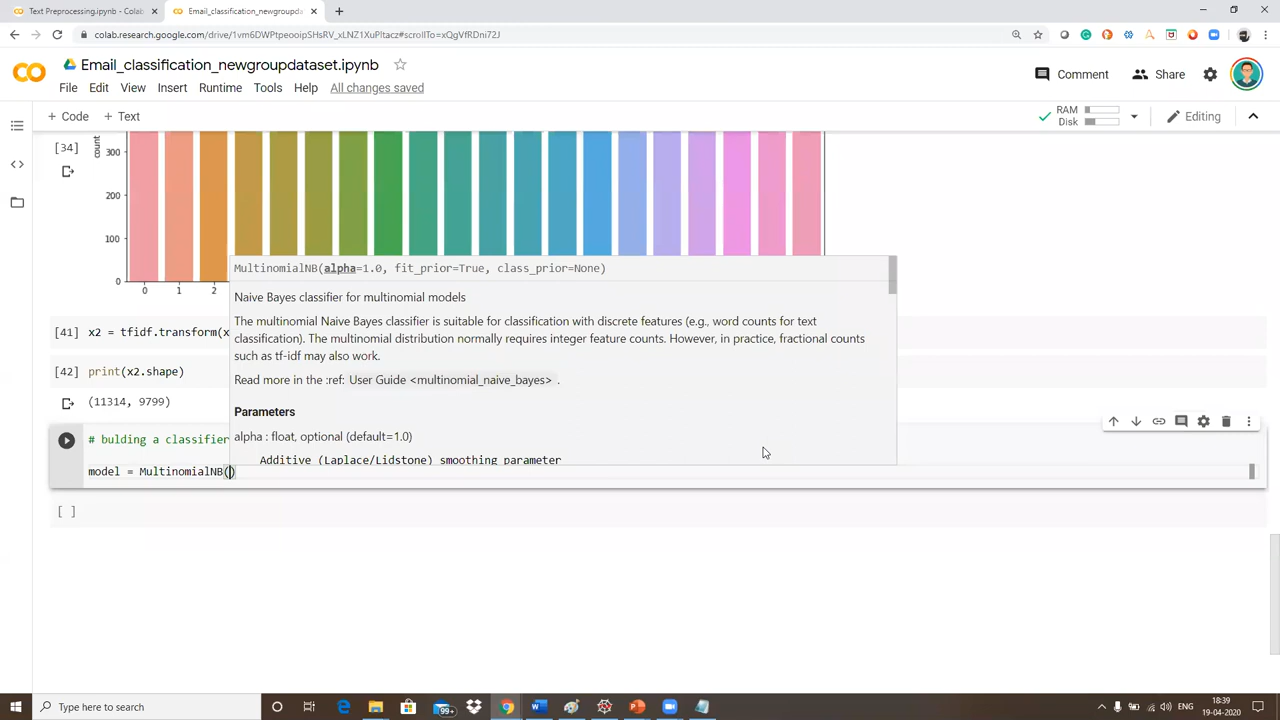 Text Preprocessing.ipynb - Colab
Email_classification_newgroupda
colab.research.google.com/drive/1vm6DWPtpeooipSHsRV_xLNZ1XuPltacz#scrollTo=xQgVfRDni72J
Email_classification_newgroupdataset.ipynb
Comment
Share
File Edit View Insert Runtime Tools Help All changes saved
+ Code + Text
RAM
Disk
Editing
[34]
count
300
200
100
0
0 1 2
MultinomialNB(alpha=1.0, fit_prior=True, class_prior=None)
Naive Bayes classifier for multinomial models
The multinomial Naive Bayes classifier is suitable for classification with discrete features (e.g., word counts for text
classification). The multinomial distribution normally requires integer feature counts. However, in practice, fractional counts
such as tf-idf may also work.
Read more in the :ref: User Guide <multinomial_naive_bayes> .
Parameters
alpha : float, optional (default=1.0)
Additive (Laplace/Lidstone) smoothing parameter
[41] x2 = tfidf.transform(x
[42] print(x2.shape)
(11314, 9799)
# bulding a classifier
model = MultinomialNB()
[ ]
Type here to search
99+
ENG
18:39
19-04-2020